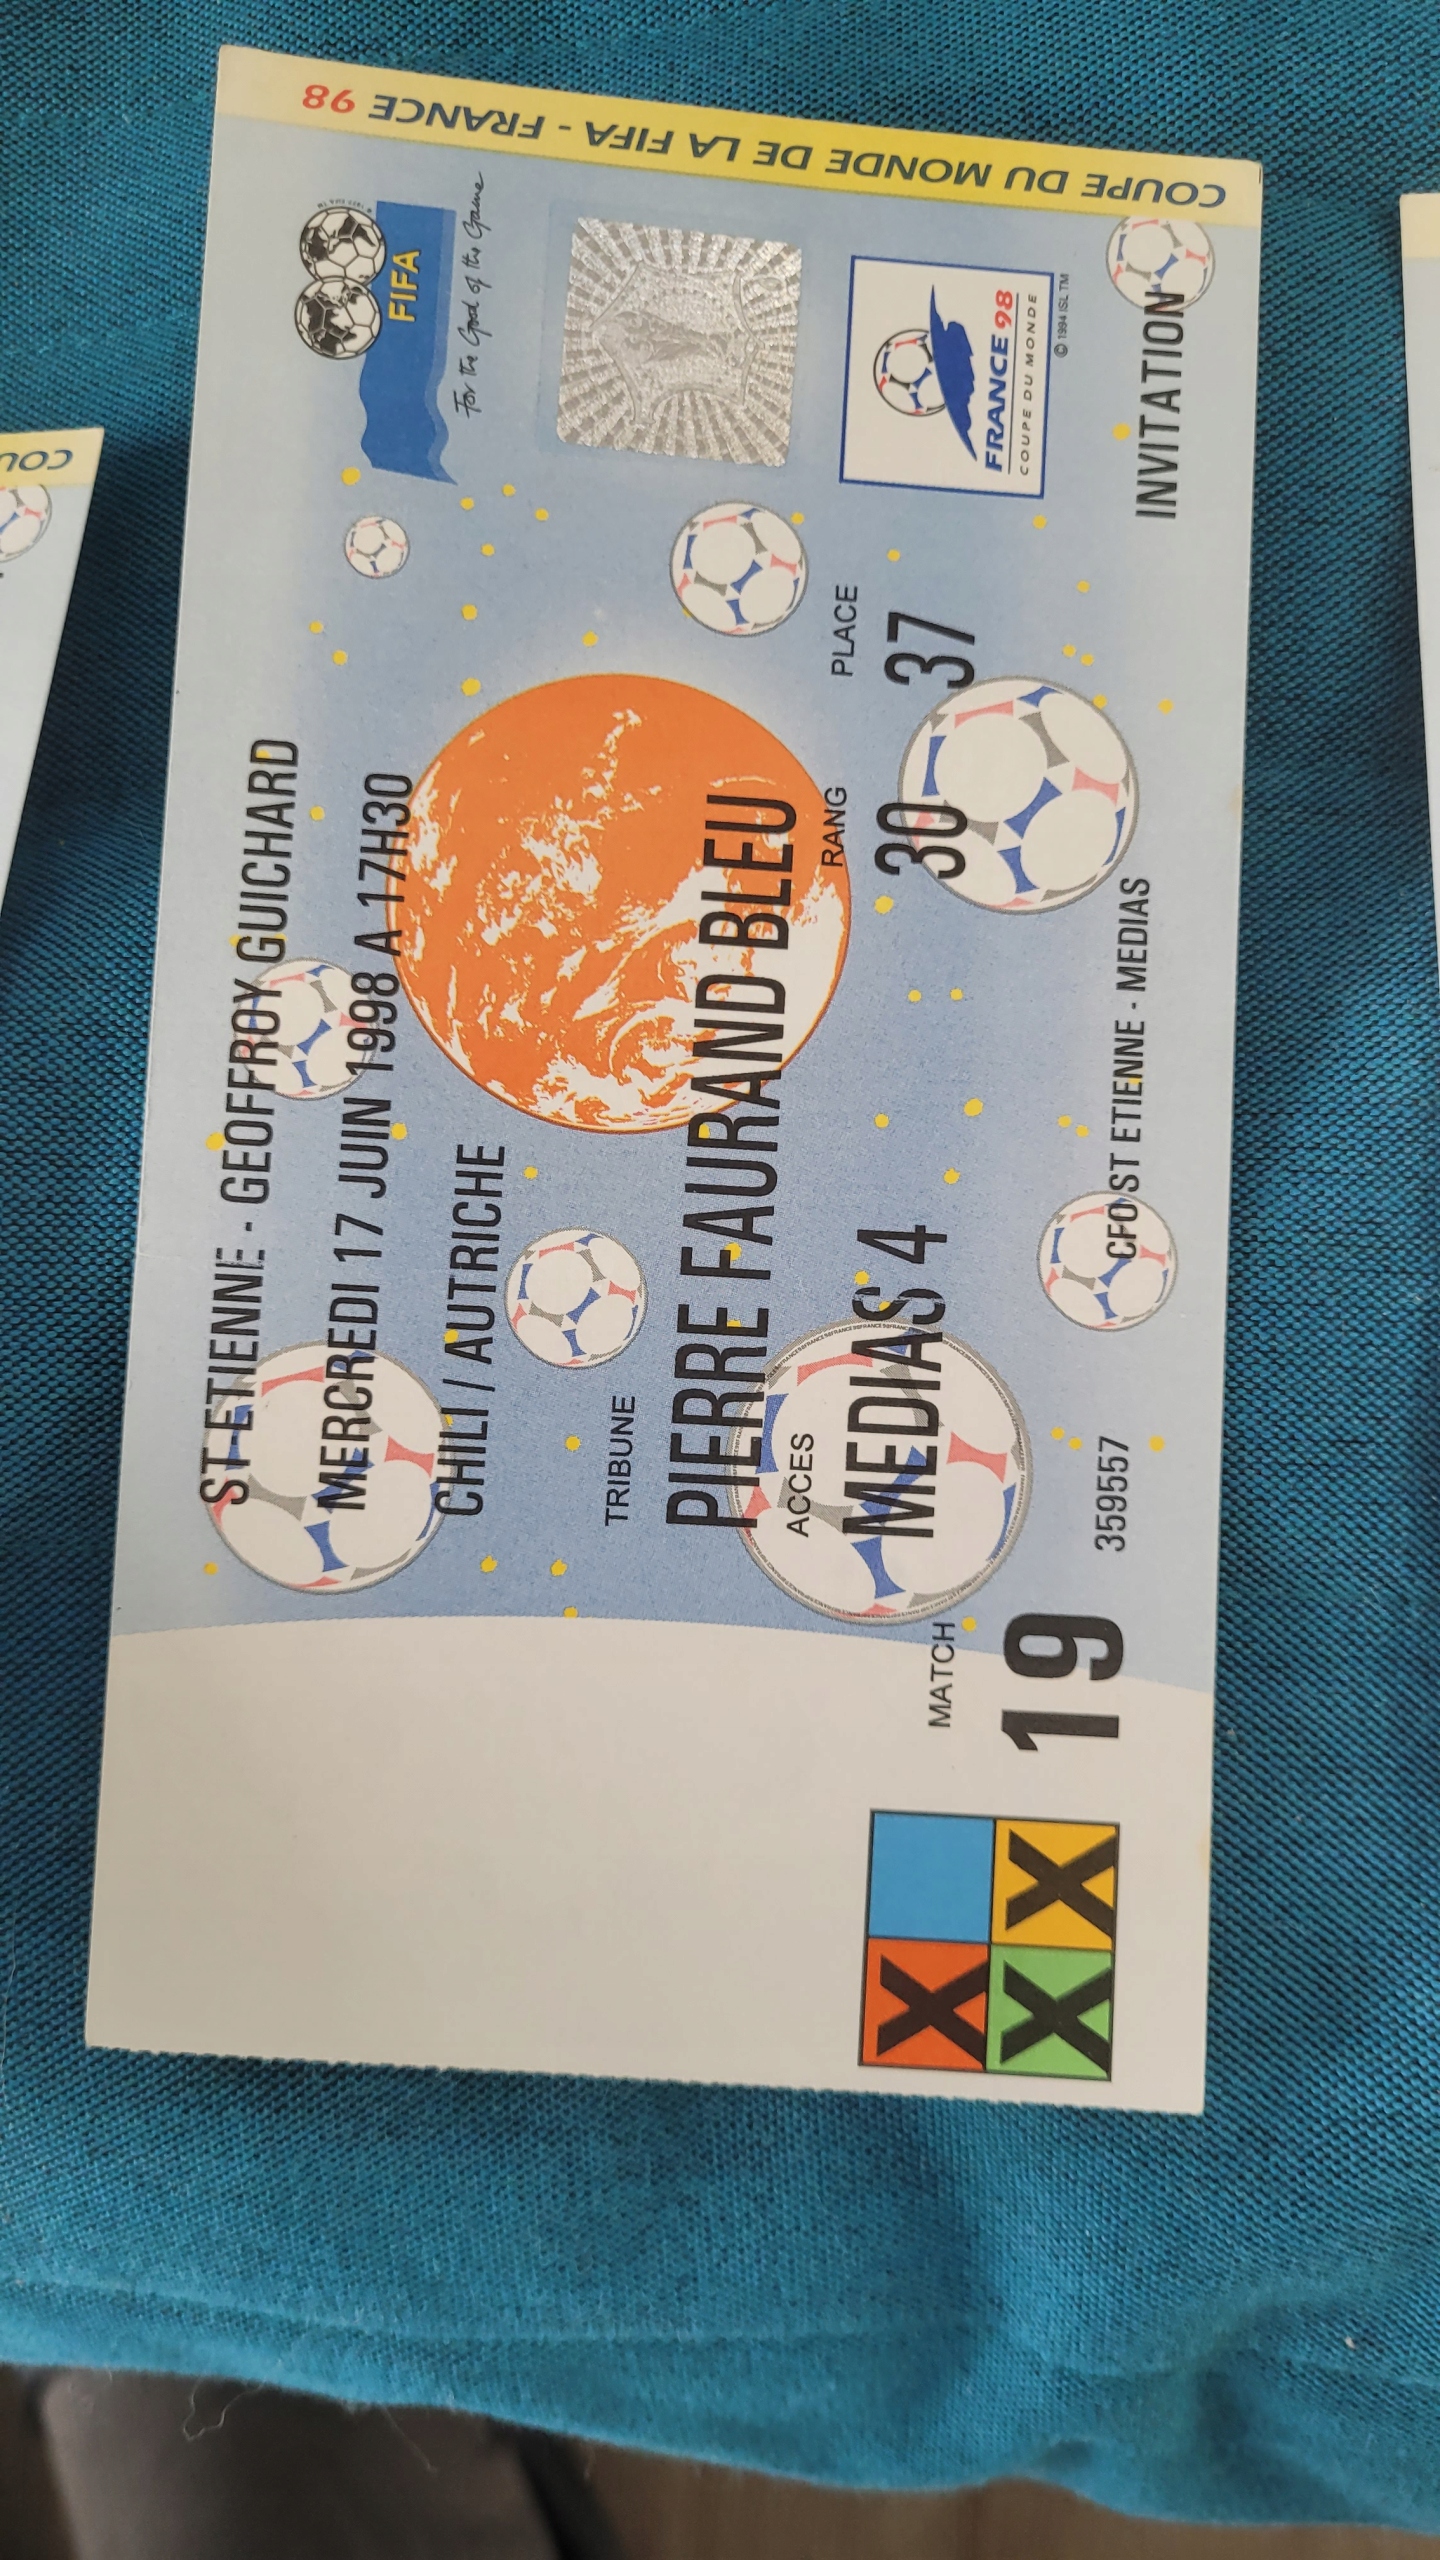 COUPE DU MONDE DE LA FIFA - FRANCE 98
ST ETIENNE - GEOFFROY GUICHARD
MERCREDI 17 JUIN 1998 A 17H30
CHILI / AUTRICHE
TRIBUNE
PIERRE FAURAND BLEU
ACCES
RANG
PLACE
MEDIAS 4
30
37
MATCH
19
359557
CFO ST ETIENNE - MEDIAS
INVITATION
FIFA
For the Good of the Game
FRANCE 98
COUPE DU MONDE
© 1994 ISL TM
X
X
X
COU